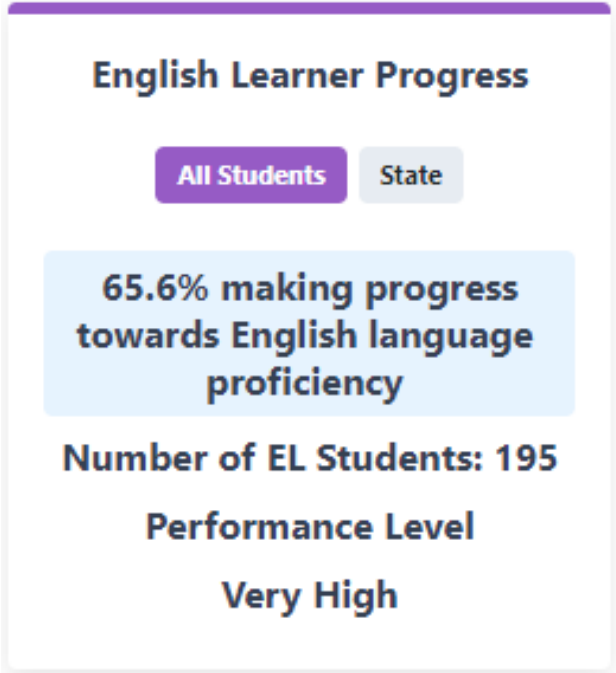 English Learner Progress
All Students State
65.6% making progress
towards English language
proficiency
Number of EL Students: 195
Performance Level
Very High